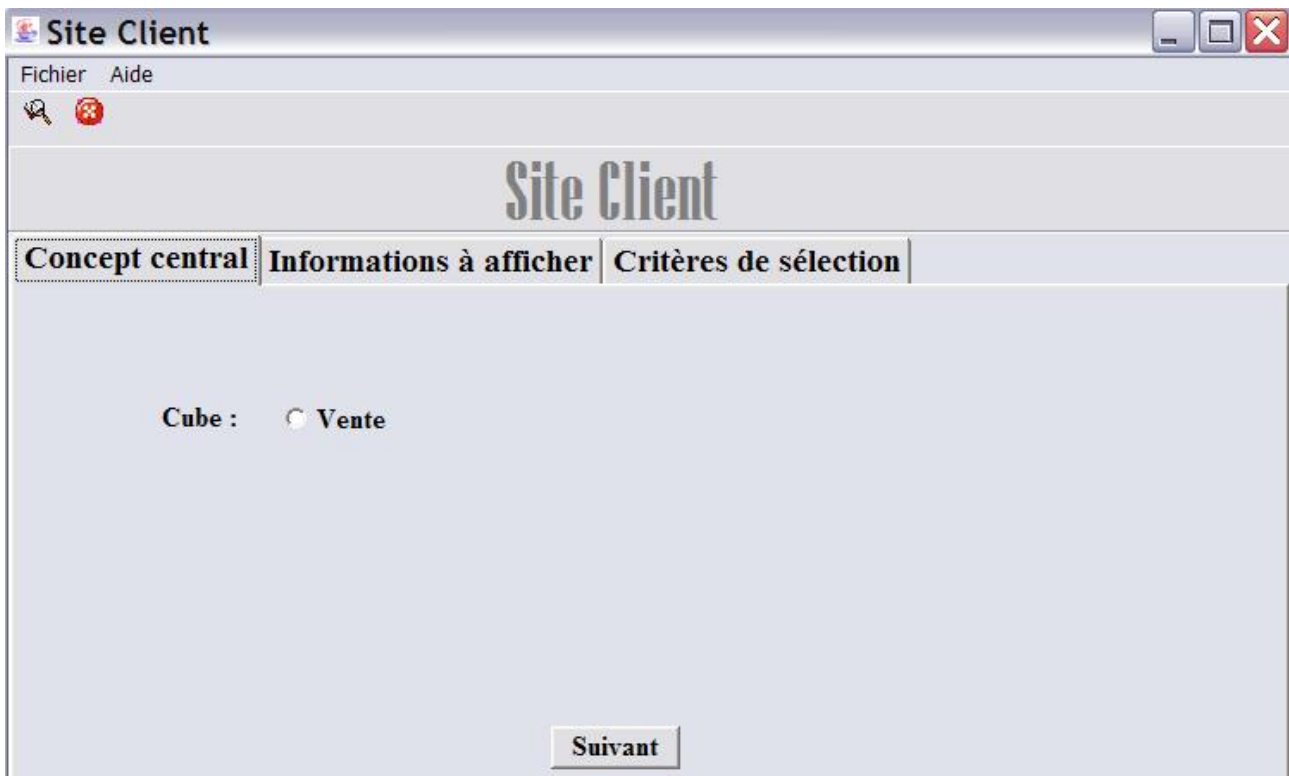 Site Client
Fichier Aide
Site Client
Concept central Informations à afficher Critères de sélection
Cube : Vente
Suivant